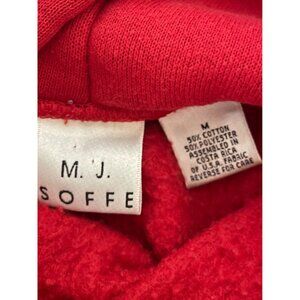 M. J.
SOFFE
M
50% COTTON
50% POLYESTER
ASSEMBLED IN
COSTA RICA
OF U.S.A. FABRIC
REVERSE FOR CARE